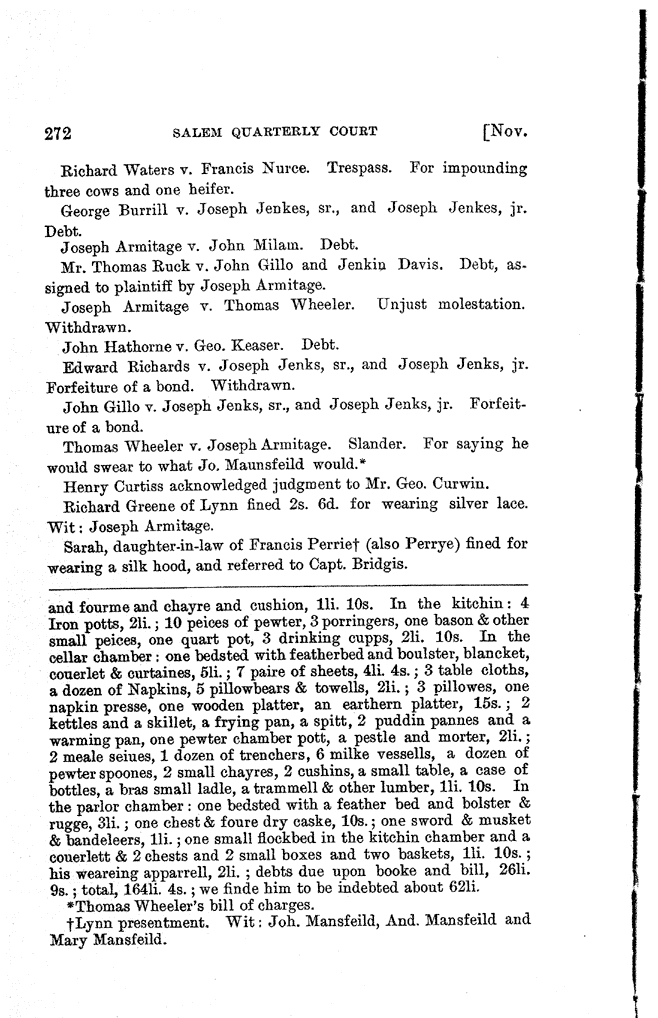 272 SALEM QUARTERLY COURT [Nov.
Richard Waters v. Francis Nurce. Trespass. For impounding
three cows and one heifer.
George Burrill v. Joseph Jenkes, sr., and Joseph Jenkes, jr.
Debt.
Joseph Armitage v. John Milam. Debt.
Mr. Thomas Ruck v. John Gillo and Jenkin Davis. Debt, as-
signed to plaintiff by Joseph Armitage.
Joseph Armitage v. Thomas Wheeler. Unjust molestation.
Withdrawn.
John Hathorne v. Geo. Keaser. Debt.
Edward Richards v. Joseph Jenks, sr., and Joseph Jenks, jr.
Forfeiture of a bond. Withdrawn.
John Gillo v. Joseph Jenks, sr., and Joseph Jenks, jr. Forfeit-
ure of a bond.
Thomas Wheeler v. Joseph Armitage. Slander. For saying he
would swear to what Jo. Maunsfeild would.*
Henry Curtiss acknowledged judgment to Mr. Geo. Curwin.
Richard Greene of Lynn fined 2s. 6d. for wearing silver lace.
Wit: Joseph Armitage.
Sarah, daughter-in-law of Francis Perrie† (also Perrye) fined for
wearing a silk hood, and referred to Capt. Bridgis.
and fourme and chayre and cushion, 1li. 10s. In the kitchin: 4
Iron potts, 2li.; 10 peices of pewter, 3 porringers, one bason & other
small peices, one quart pot, 3 drinking cupps, 2li. 10s. In the
cellar chamber: one bedsted with featherbed and boulster, blancket,
couerlet & curtaines, 5li.; 7 paire of sheets, 4li. 4s.; 3 table cloths,
a dozen of Napkins, 5 pillowbears & towells, 2li.; 3 pillowes, one
napkin presse, one wooden platter, an earthern platter, 15s.; 2
kettles and a skillet, a frying pan, a spitt, 2 puddin pannes and a
warming pan, one pewter chamber pott, a pestle and morter, 2li.;
2 meale seiues, 1 dozen of trenchers, 6 milke vessells, a dozen of
pewter spoones, 2 small chayres, 2 cushins, a small table, a case of
bottles, a bras small ladle, a trammell & other lumber, 1li. 10s. In
the parlor chamber: one bedsted with a feather bed and bolster &
rugge, 3li.; one chest & foure dry caske, 10s.; one sword & musket
& bandeleers, 1li.; one small flockbed in the kitchin chamber and a
couerlett & 2 chests and 2 small boxes and two baskets, 1li. 10s.;
his weareing apparrell, 2li.; debts due upon booke and bill, 26li.
9s.; total, 164li. 4s.; we finde him to be indebted about 62li.
*Thomas Wheeler's bill of charges.
†Lynn presentment. Wit: Joh. Mansfeild, And. Mansfeild and
Mary Mansfeild.